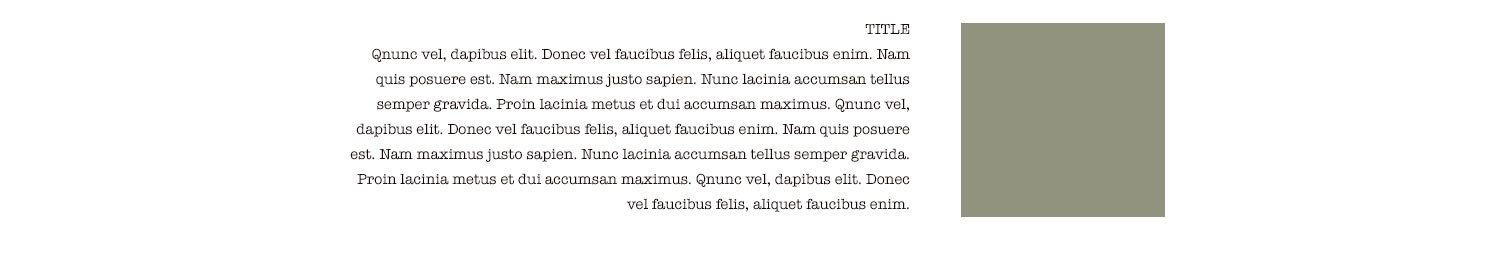 TITLE
Qnunc vel, dapibus elit. Donec vel faucibus felis, aliquet faucibus enim. Nam
quis posuere est. Nam maximus justo sapien. Nunc lacinia accumsan tellus
semper gravida. Proin lacinia metus et dui accumsan maximus. Qnunc vel,
dapibus elit. Donec vel faucibus felis, aliquet faucibus enim. Nam quis posuere
est. Nam maximus justo sapien. Nunc lacinia accumsan tellus semper gravida.
Proin lacinia metus et dui accumsan maximus. Qnunc vel, dapibus elit. Donec
vel faucibus felis, aliquet faucibus enim.